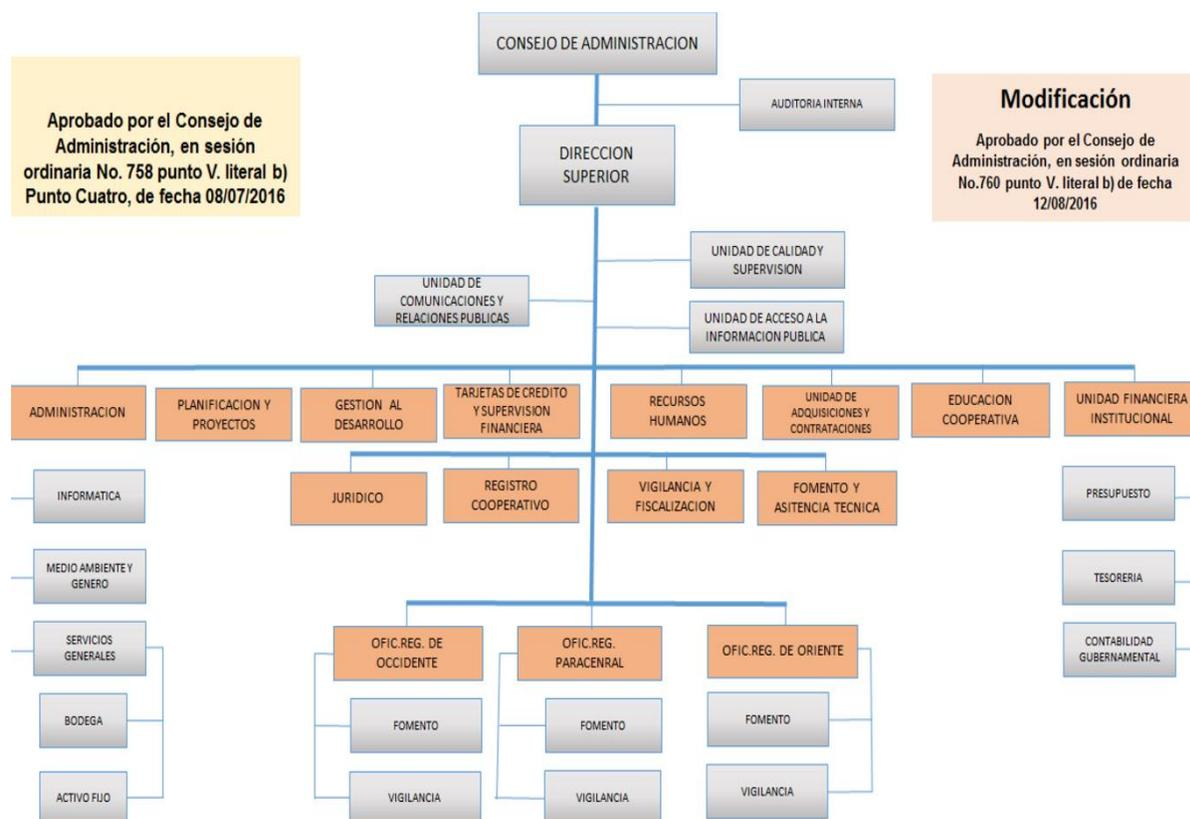 CONSEJO DE ADMINISTRACION
AUDITORIA INTERNA
Aprobado por el Consejo de
Administración, en sesión
ordinaria No. 758 punto V. literal b)
Punto Cuatro, de fecha 08/07/2016
Modificación
Aprobado por el Consejo de
Administración, en sesión ordinaria
No.760 punto V. literal b) de fecha
12/08/2016
DIRECCION
SUPERIOR
UNIDAD DE CALIDAD Y
SUPERVISION
UNIDAD DE
COMUNICACIONES Y
RELACIONES PUBLICAS
UNIDAD DE ACCESO A LA
INFORMACION PUBLICA
ADMINISTRACION
PLANIFICACION Y
PROYECTOS
GESTION AL
DESARROLLO
TARJETAS DE CREDITO
Y SUPERVISION
FINANCIERA
RECURSOS
HUMANOS
UNIDAD DE
ADQUISICIONES Y
CONTRATACIONES
EDUCACION
COOPERATIVA
UNIDAD FINANCIERA
INSTITUCIONAL
JURIDICO
REGISTRO
COOPERATIVO
VIGILANCIA Y
FISCALIZACION
FOMENTO Y
ASITENCIA TECNICA
INFORMATICA
MEDIO AMBIENTE Y
GENERO
SERVICIOS
GENERALES
BODEGA
ACTIVO FIJO
PRESUPUESTO
TESORERIA
CONTABILIDAD
GUBERNAMENTAL
OFIC.REG. DE
OCCIDENTE
FOMENTO
VIGILANCIA
OFIC.REG.
PARACENRAL
FOMENTO
VIGILANCIA
OFIC.REG. DE ORIENTE
FOMENTO
VIGILANCIA